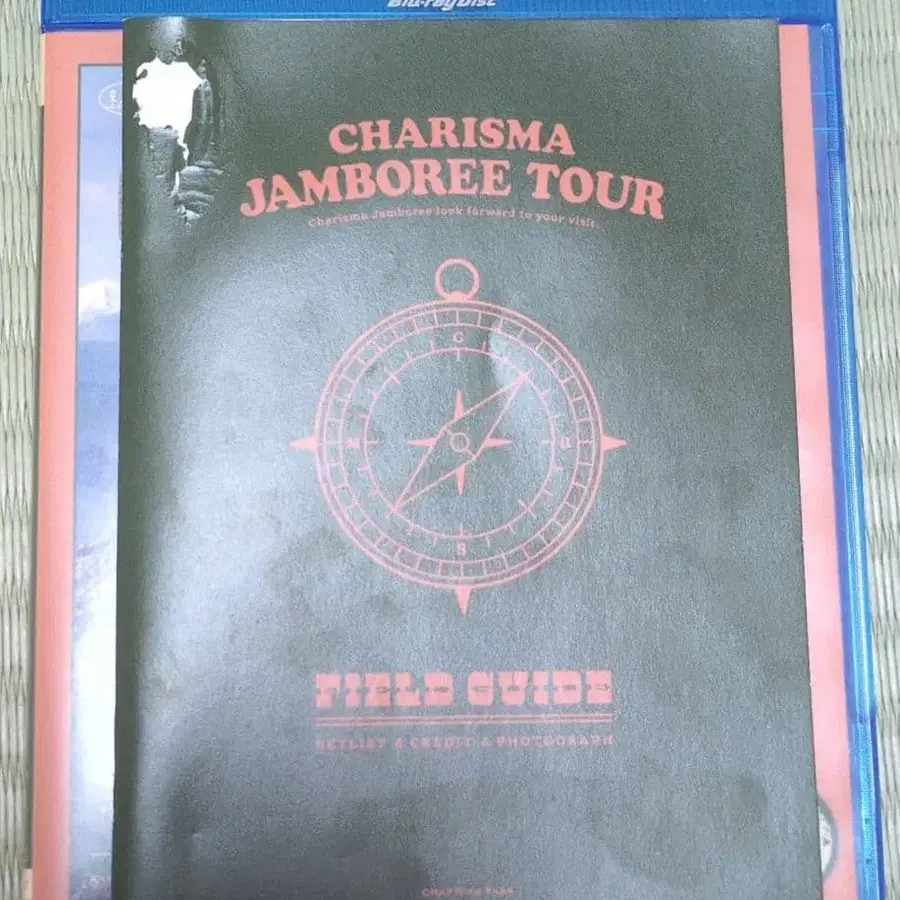 Blu-ray Disc
CHARISMA
JAMBOREE TOUR
Charisma Jamboree look forward to your visit.
C
M
R
S
FIELD GUIDE
SETLIST & CREDIT & PHOTOGRAPH